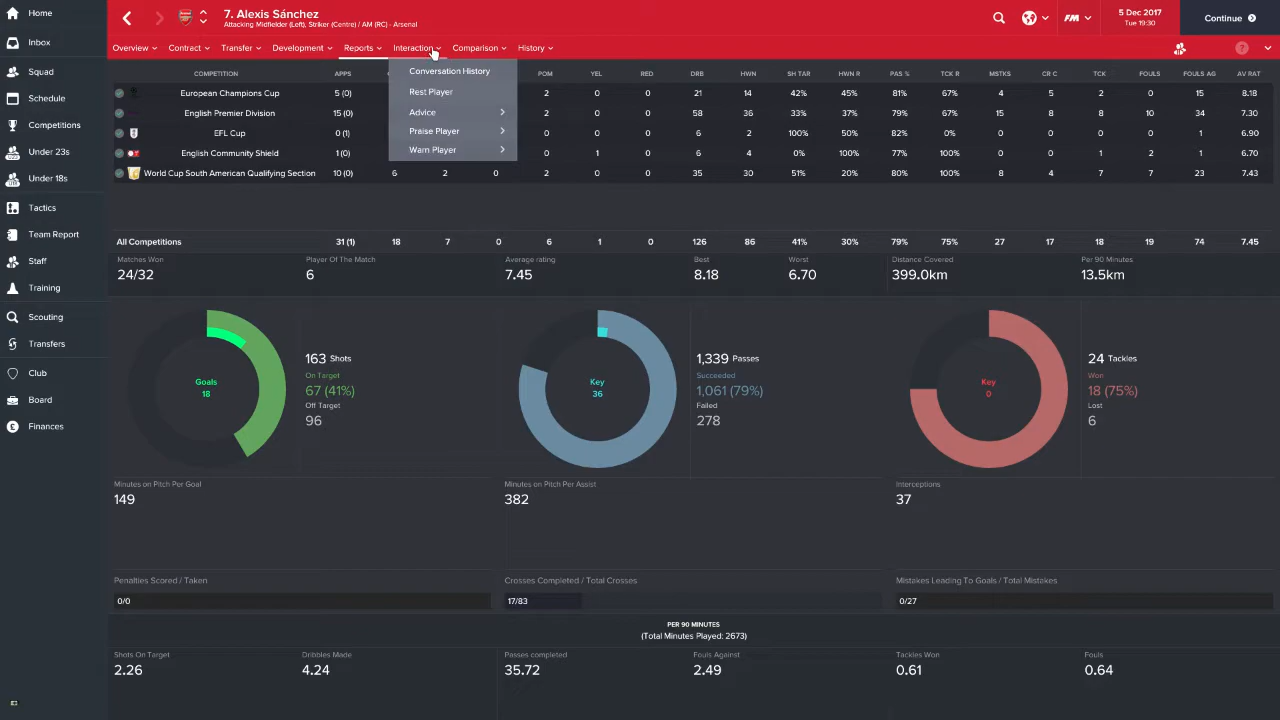 Home
Inbox
Squad
Schedule
Competitions
Under 23s
Under 18s
Tactics
Team Report
Staff
Training
Scouting
Transfers
Club
Board
Finances
7. Alexis Sánchez
Attacking Midfielder (Left), Striker (Centre) / AM (RC) - Arsenal
FM
5 Dec 2017
Tue 19:30
Continue
Overview Contract Transfer Development Reports Interaction Comparison History
?
Conversation History
Rest Player
Advice
Praise Player
Warn Player
COMPETITION APPS POM YEL RED DRB HWN SH TAR HWN R PAS % TCK R MSTKS CR C TCK FOULS FOULS AG AV RAT
European Champions Cup 5 (0) 2 0 0 21 14 42% 45% 81% 67% 4 5 2 0 15 8.18
English Premier Division 15 (0) 2 0 0 58 36 33% 37% 79% 67% 15 8 8 10 34 7.30
EFL Cup 0 (1) 0 0 0 6 2 100% 50% 82% 0% 0 0 0 1 1 6.90
English Community Shield 1 (0) 0 1 0 6 4 0% 100% 77% 100% 0 0 1 2 1 6.70
World Cup South American Qualifying Section 10 (0) 6 2 0 2 0 0 35 30 51% 20% 80% 100% 8 4 7 7 23 7.43
All Competitions 31 (1) 18 7 0 6 1 0 126 86 41% 30% 79% 75% 27 17 18 19 74 7.45
Matches Won Player Of The Match Average rating Best Worst Distance Covered Per 90 Minutes
24/32 6 7.45 8.18 6.70 399.0km 13.5km
Goals
18
163 Shots
On Target
67 (41%)
Off Target
96
Key
36
1,339 Passes
Succeeded
1,061 (79%)
Failed
278
Key
0
24 Tackles
Won
18 (75%)
Lost
6
Minutes on Pitch Per Goal
149
Minutes on Pitch Per Assist
382
Interceptions
37
Penalties Scored / Taken
0/0
Crosses Completed / Total Crosses
17/83
Mistakes Leading To Goals / Total Mistakes
0/27
PER 90 MINUTES
(Total Minutes Played: 2673)
Shots On Target Dribbles Made Passes completed Fouls Against Tackles Won Fouls
2.26 4.24 35.72 2.49 0.61 0.64